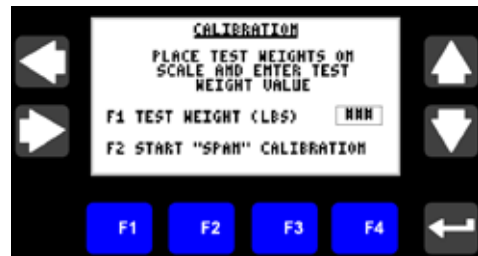 CALIBRATION
PLACE TEST WEIGHTS ON
SCALE AND ENTER TEST
WEIGHT VALUE
F1 TEST WEIGHT (LBS) ###
F2 START "SPAN" CALIBRATION
F1 F2 F3 F4